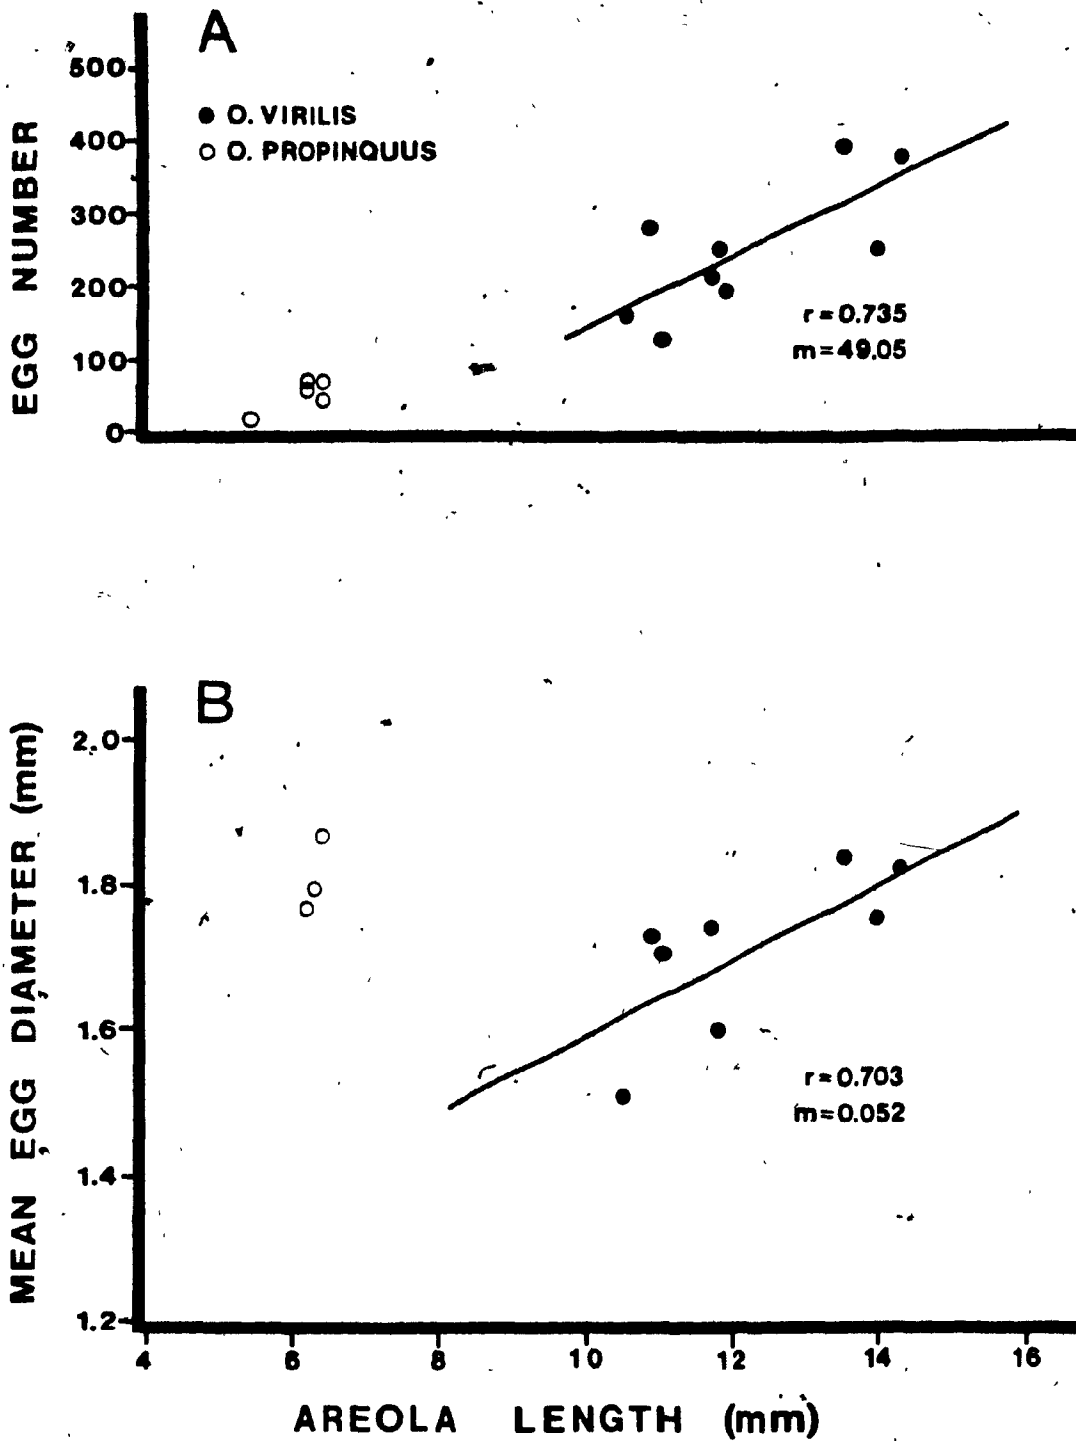 A
500
O. VIRILIS
400
O. PROPINQUUS
300
200
r = 0.735
m = 49.05
100
0
EGG NUMBER
B
2.0
1.8
1.6
r = 0.703
m = 0.052
1.4
1.2
MEAN EGG DIAMETER (mm)
4 6 8 10 12 14 16
AREOLA LENGTH (mm)